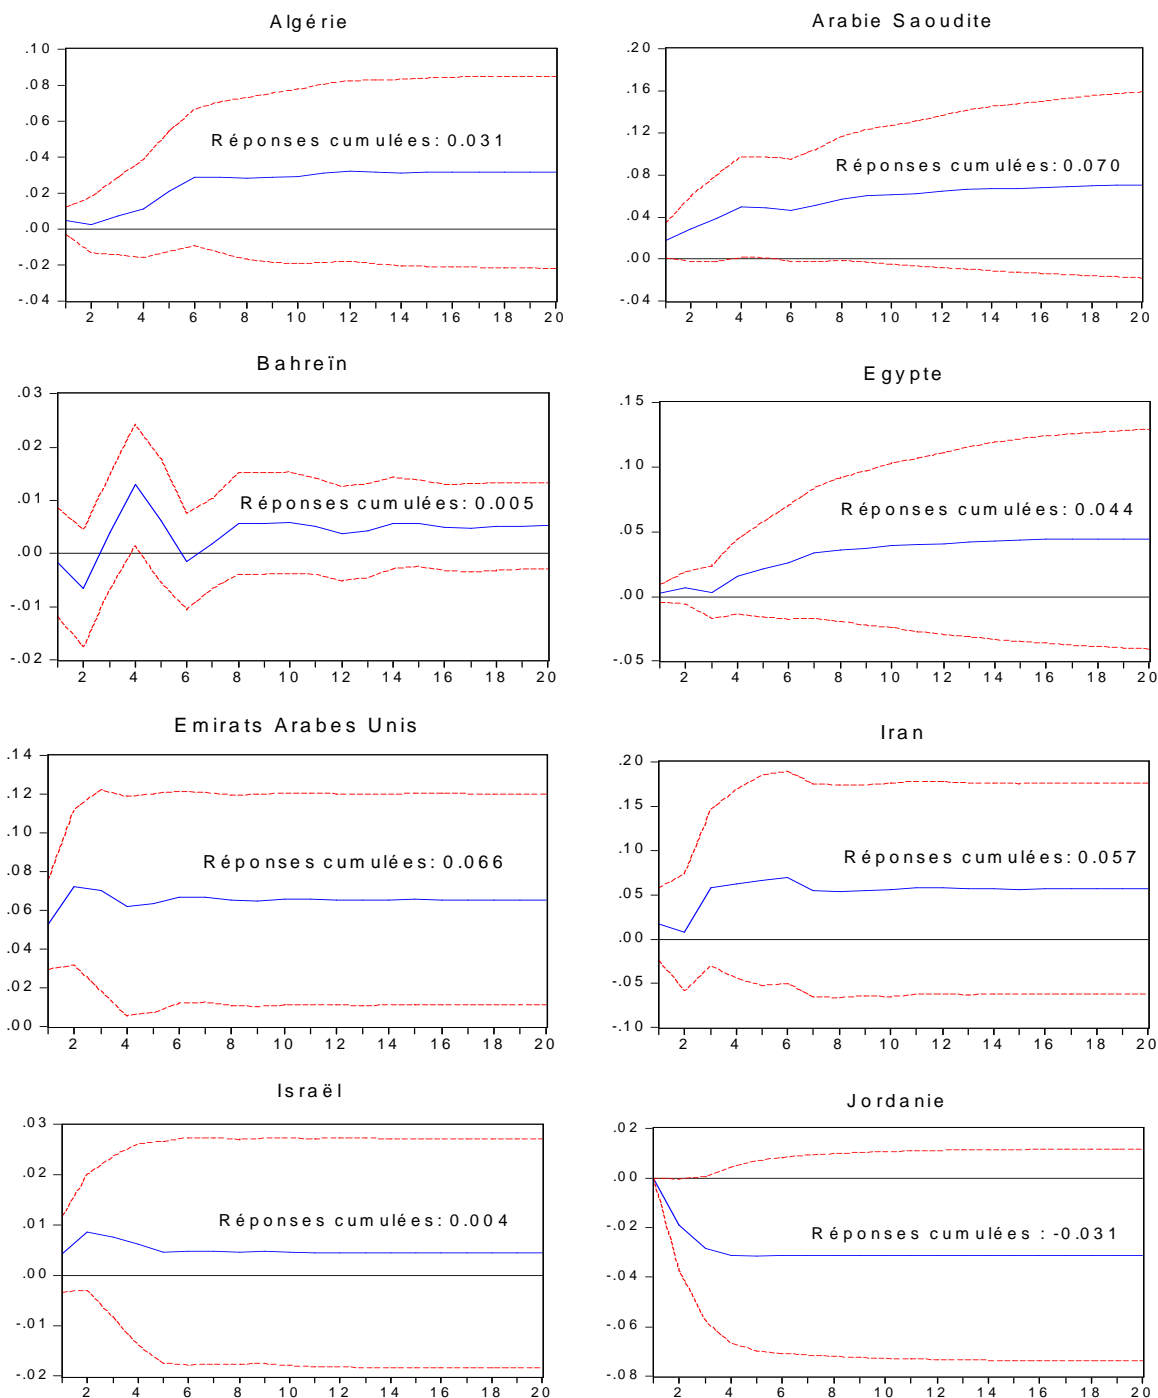 Algérie
.10
.08
.06
.04
.02
.00
-.02
-.04
Réponses cumulées: 0.031
2 4 6 8 10 12 14 16 18 20
Arabie Saoudite
.20
.16
.12
.08
.04
.00
-.04
Réponses cumulées: 0.070
2 4 6 8 10 12 14 16 18 20
Bahreïn
.03
.02
.01
.00
-.01
-.02
Réponses cumulées: 0.005
2 4 6 8 10 12 14 16 18 20
Egypte
.15
.10
.05
.00
-.05
Réponses cumulées: 0.044
2 4 6 8 10 12 14 16 18 20
Emirats Arabes Unis
.14
.12
.10
.08
.06
.04
.02
.00
Réponses cumulées: 0.066
2 4 6 8 10 12 14 16 18 20
Iran
.20
.15
.10
.05
.00
-.05
-.10
Réponses cumulées: 0.057
2 4 6 8 10 12 14 16 18 20
Israël
.03
.02
.01
.00
-.01
-.02
Réponses cumulées: 0.004
2 4 6 8 10 12 14 16 18 20
Jordanie
.02
.00
-.02
-.04
-.06
-.08
Réponses cumulées : -0.031
2 4 6 8 10 12 14 16 18 20